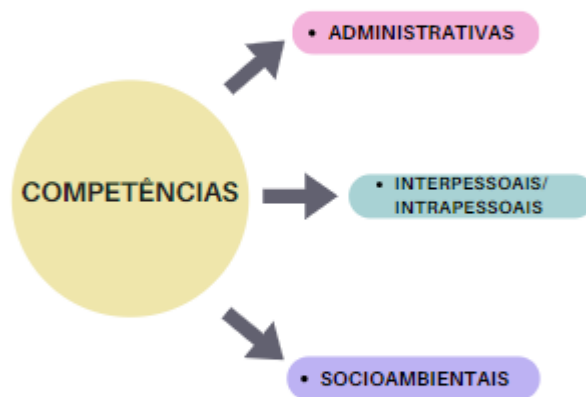 • ADMINISTRATIVAS
COMPETÊNCIAS
• INTERPESSOAIS/
INTRAPESSOAIS
• SOCIOAMBIENTAIS